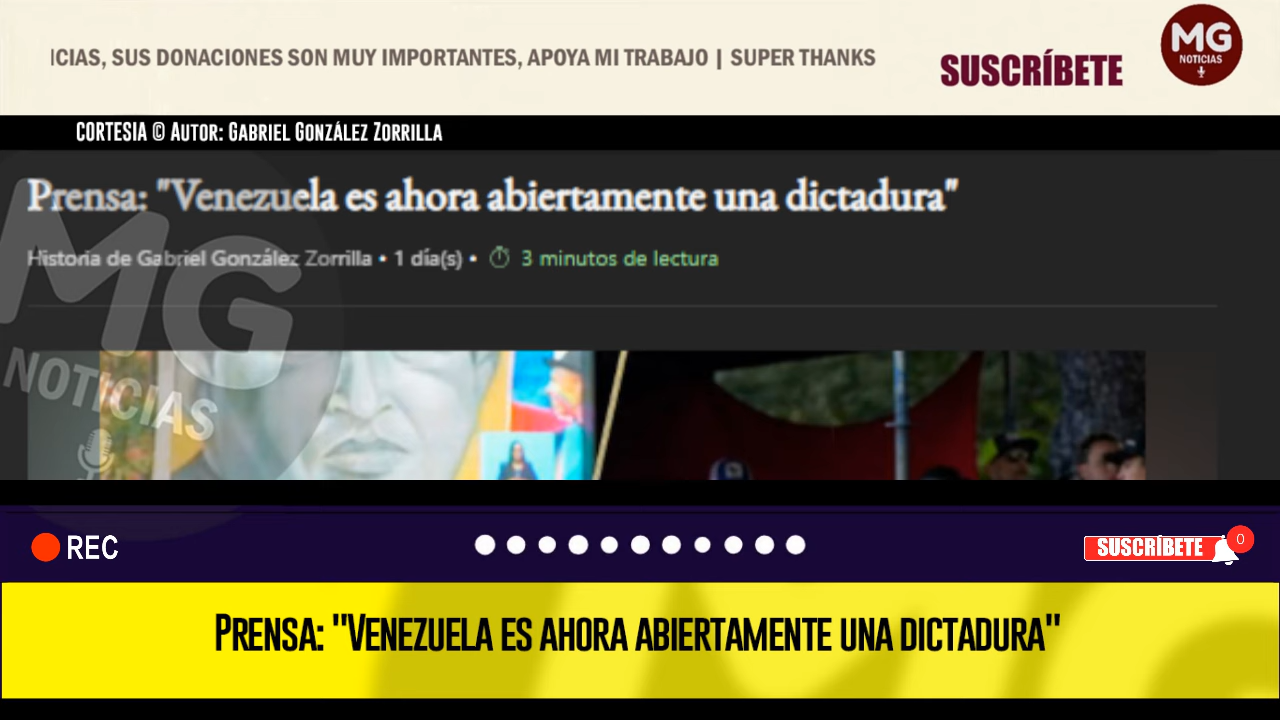 ICIAS, SUS DONACIONES SON MUY IMPORTANTES, APOYA MI TRABAJO | SUPER THANKS
SUSCRÍBETE
MG
NOTICIAS
CORTESIA © AUTOR: GABRIEL GONZÁLEZ ZORRILLA
Prensa: "Venezuela es ahora abiertamente una dictadura"
Historia de Gabriel González Zorrilla • 1 día(s) • 3 minutos de lectura
MG
NOTICIAS
REC
SUSCRÍBETE
0
PRENSA: "VENEZUELA ES AHORA ABIERTAMENTE UNA DICTADURA"